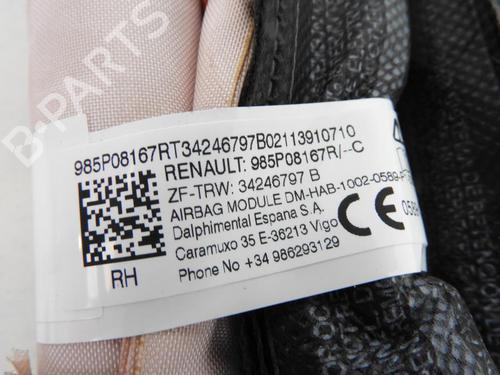 B-PARTS
985P08167RT34246797B02113910710
RENAULT: 985P08167R/--C
ZF-TRW: 34246797 B
AIRBAG MODULE DM-HAB-1002-0589-
Dalphimental Espana S.A.
Caramuxo 35 E-36213 Vigo
Phone No +34 986293129
RH
CE
0589